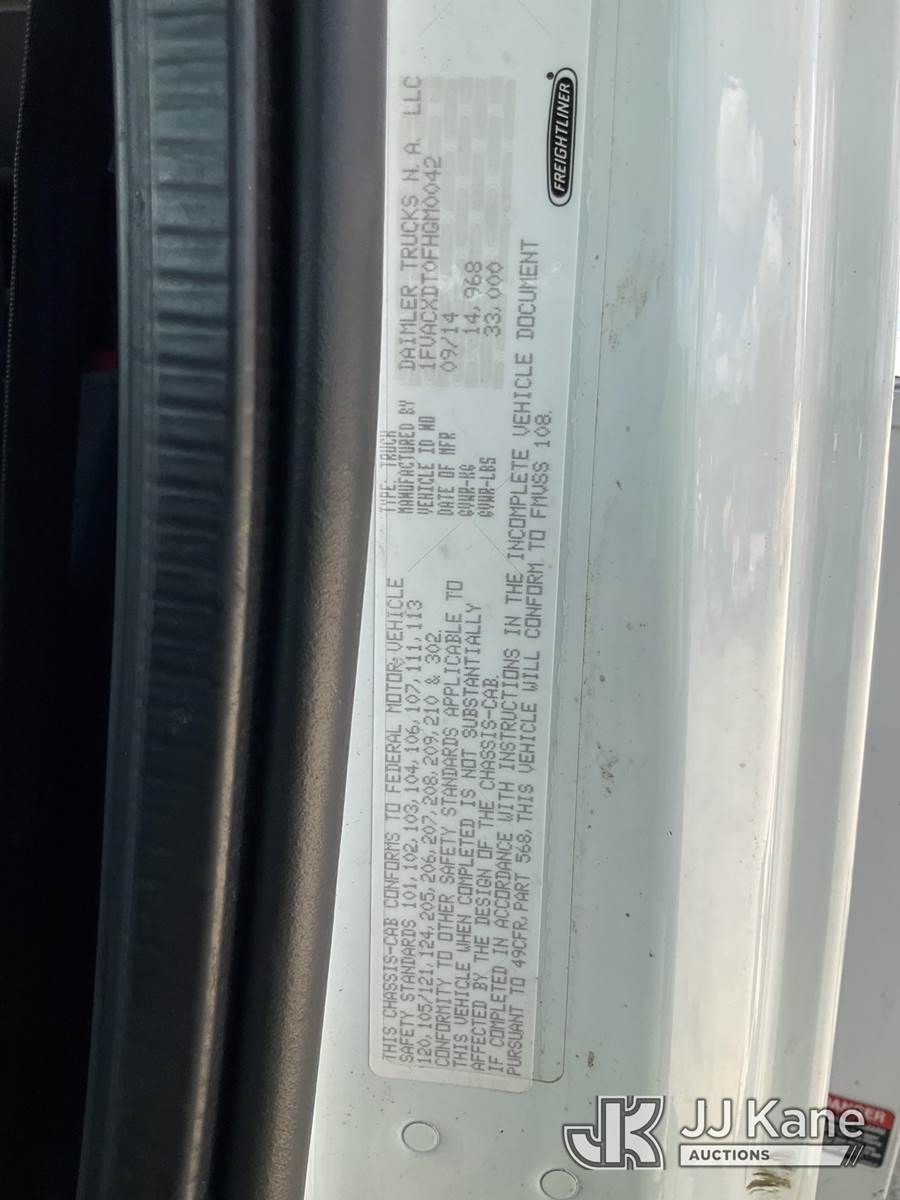 THIS CHASSIS-CAB CONFORMS TO FEDERAL MOTOR VEHICLE
SAFETY STANDARDS 101, 102, 103, 104, 106, 107, 111, 113
120, 105/121, 124, 205, 206, 207, 208, 209, 210 & 302.
CONFORMITY TO OTHER SAFETY STANDARDS APPLICABLE TO
THIS VEHICLE WHEN COMPLETED IS NOT SUBSTANTIALLY
AFFECTED BY THE DESIGN OF THE CHASSIS-CAB.
IF COMPLETED IN ACCORDANCE WITH INSTRUCTIONS IN THE INCOMPLETE VEHICLE DOCUMENT
PURSUANT TO 49CFR, PART 568, THIS VEHICLE WILL CONFORM TO FMVSS 108.
TYPE: TRUCK
MANUFACTURED BY DAIMLER TRUCKS N.A. LLC
VEHICLE ID NO 1FVACXDT0FHGM0042
DATE OF MFR 09/14
GVWR-KG 14,968
GVWR-LBS 33,000
FREIGHTLINER
DANGER
JK JJ Kane
AUCTIONS